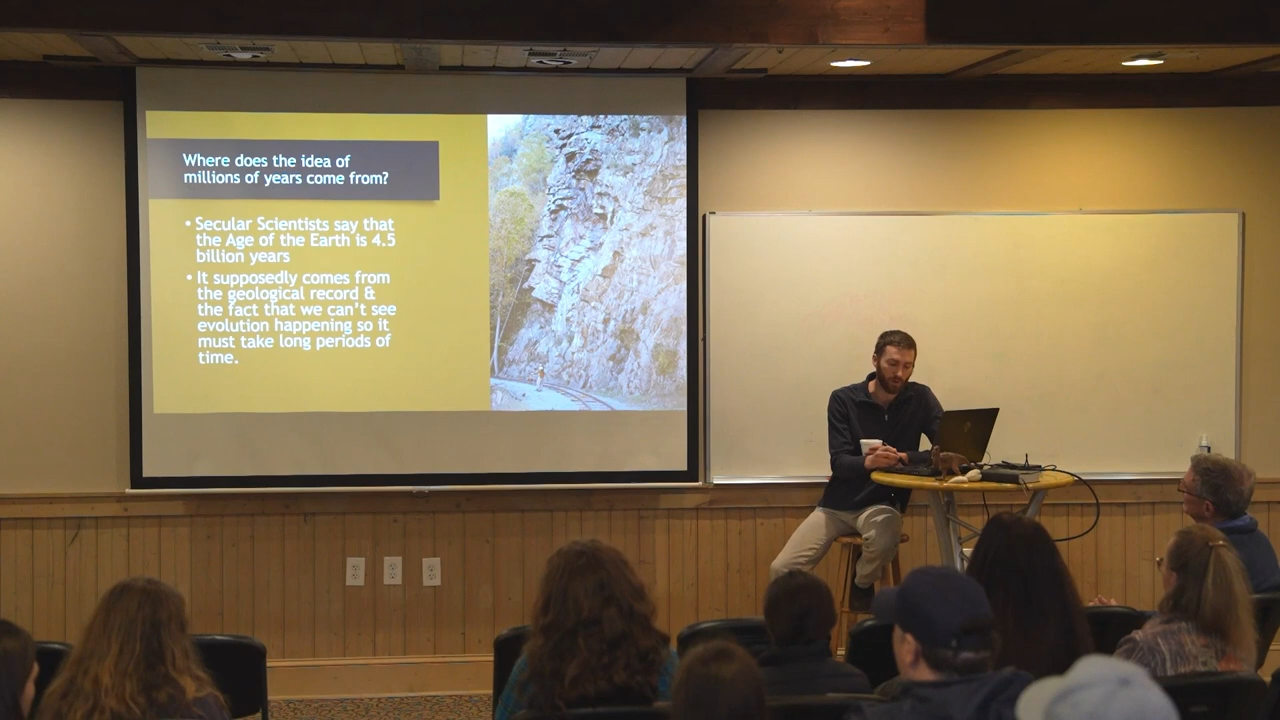 Where does the idea of
millions of years come from?
• Secular Scientists say that
the Age of the Earth is 4.5
billion years
• It supposedly comes from
the geological record &
the fact that we can't see
evolution happening so it
must take long periods of
time.